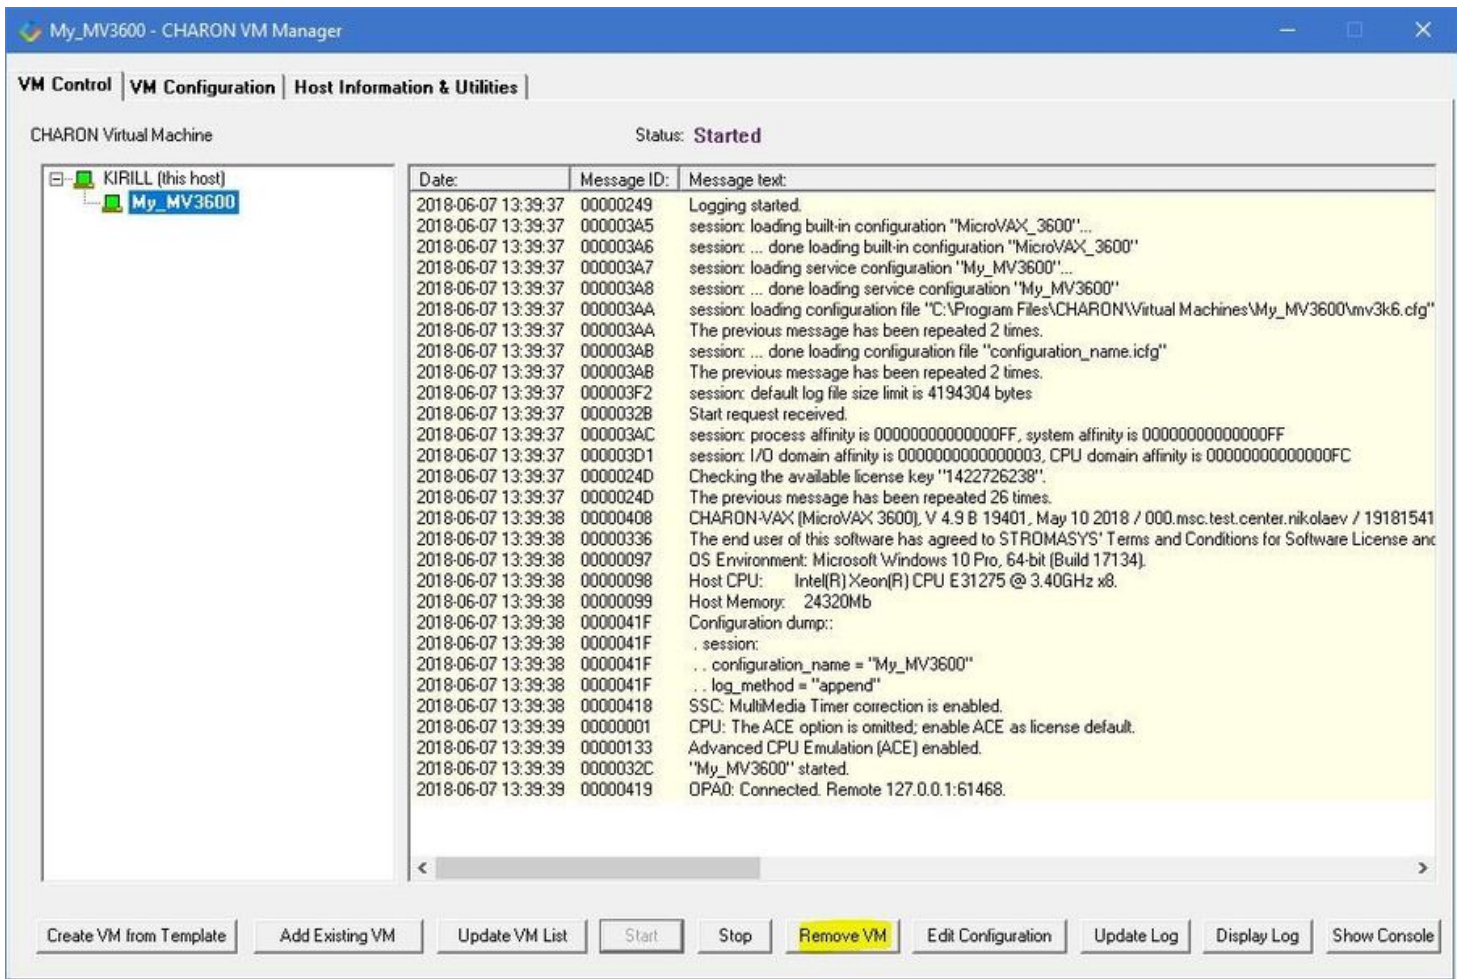 My_MV3600 - CHARON VM Manager
VM Control VM Configuration Host Information & Utilities
CHARON Virtual Machine Status: Started
KIRILL (this host)
My_MV3600
Date: Message ID: Message text:
2018-06-07 13:39:37 00000249 Logging started.
2018-06-07 13:39:37 000003A5 session: loading built-in configuration "MicroVAX_3600"...
2018-06-07 13:39:37 000003A6 session: ... done loading built-in configuration "MicroVAX_3600"
2018-06-07 13:39:37 000003A7 session: loading service configuration "My_MV3600"...
2018-06-07 13:39:37 000003A8 session: ... done loading service configuration "My_MV3600"
2018-06-07 13:39:37 000003AA session: loading configuration file "C:\Program Files\CHARON\Virtual Machines\My_MV3600\mv3k6.cfg"
2018-06-07 13:39:37 000003AA The previous message has been repeated 2 times.
2018-06-07 13:39:37 000003AB session: ... done loading configuration file "configuration_name.icfg"
2018-06-07 13:39:37 000003AB The previous message has been repeated 2 times.
2018-06-07 13:39:37 000003F2 session: default log file size limit is 4194304 bytes
2018-06-07 13:39:37 0000032B Start request received.
2018-06-07 13:39:37 000003AC session: process affinity is 00000000000000FF, system affinity is 00000000000000FF
2018-06-07 13:39:37 000003D1 session: I/O domain affinity is 0000000000000003, CPU domain affinity is 00000000000000FC
2018-06-07 13:39:37 0000024D Checking the available license key "1422726238".
2018-06-07 13:39:37 0000024D The previous message has been repeated 26 times.
2018-06-07 13:39:38 00000408 CHARON-VAX (MicroVAX 3600), V 4.9 B 19401, May 10 2018 / 000.msc.test.center.nikolaev / 19181541
2018-06-07 13:39:38 00000336 The end user of this software has agreed to STROMASYS' Terms and Conditions for Software License and
2018-06-07 13:39:38 00000097 OS Environment: Microsoft Windows 10 Pro, 64-bit (Build 17134).
2018-06-07 13:39:38 00000098 Host CPU: Intel(R) Xeon(R) CPU E31275 @ 3.40GHz x8.
2018-06-07 13:39:38 00000099 Host Memory: 24320Mb
2018-06-07 13:39:38 0000041F Configuration dump::
2018-06-07 13:39:38 0000041F . session:
2018-06-07 13:39:38 0000041F . . configuration_name = "My_MV3600"
2018-06-07 13:39:38 0000041F . . log_method = "append"
2018-06-07 13:39:38 00000418 SSC: MultiMedia Timer correction is enabled.
2018-06-07 13:39:39 00000001 CPU: The ACE option is omitted; enable ACE as license default.
2018-06-07 13:39:39 00000133 Advanced CPU Emulation (ACE) enabled.
2018-06-07 13:39:39 0000032C "My_MV3600" started.
2018-06-07 13:39:39 00000419 OPA0: Connected. Remote 127.0.0.1:61468.
Create VM from Template Add Existing VM Update VM List Start Stop Remove VM Edit Configuration Update Log Display Log Show Console